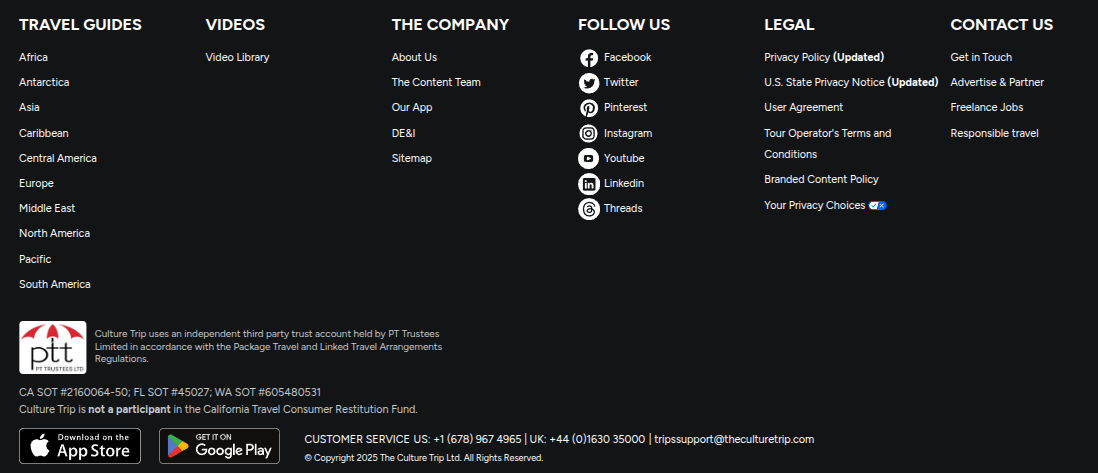 TRAVEL GUIDES
Africa
Antarctica
Asia
Caribbean
Central America
Europe
Middle East
North America
Pacific
South America
VIDEOS
Video Library
THE COMPANY
About Us
The Content Team
Our App
DE&I
Sitemap
FOLLOW US
Facebook
Twitter
Pinterest
Instagram
Youtube
Linkedin
Threads
LEGAL
Privacy Policy (Updated)
U.S. State Privacy Notice (Updated)
User Agreement
Tour Operator's Terms and
Conditions
Branded Content Policy
Your Privacy Choices
CONTACT US
Get in Touch
Advertise & Partner
Freelance Jobs
Responsible travel
ptt
PT TRUSTEES LTD
Culture Trip uses an independent third party trust account held by PT Trustees
Limited in accordance with the Package Travel and Linked Travel Arrangements
Regulations.
CA SOT #2160064-50; FL SOT #45027; WA SOT #605480531
Culture Trip is not a participant in the California Travel Consumer Restitution Fund.
Download on the
App Store
GET IT ON
Google Play
CUSTOMER SERVICE US: +1 (678) 967 4965 | UK: +44 (0)1630 35000 | tripssupport@theculturetrip.com
© Copyright 2025 The Culture Trip Ltd. All Rights Reserved.